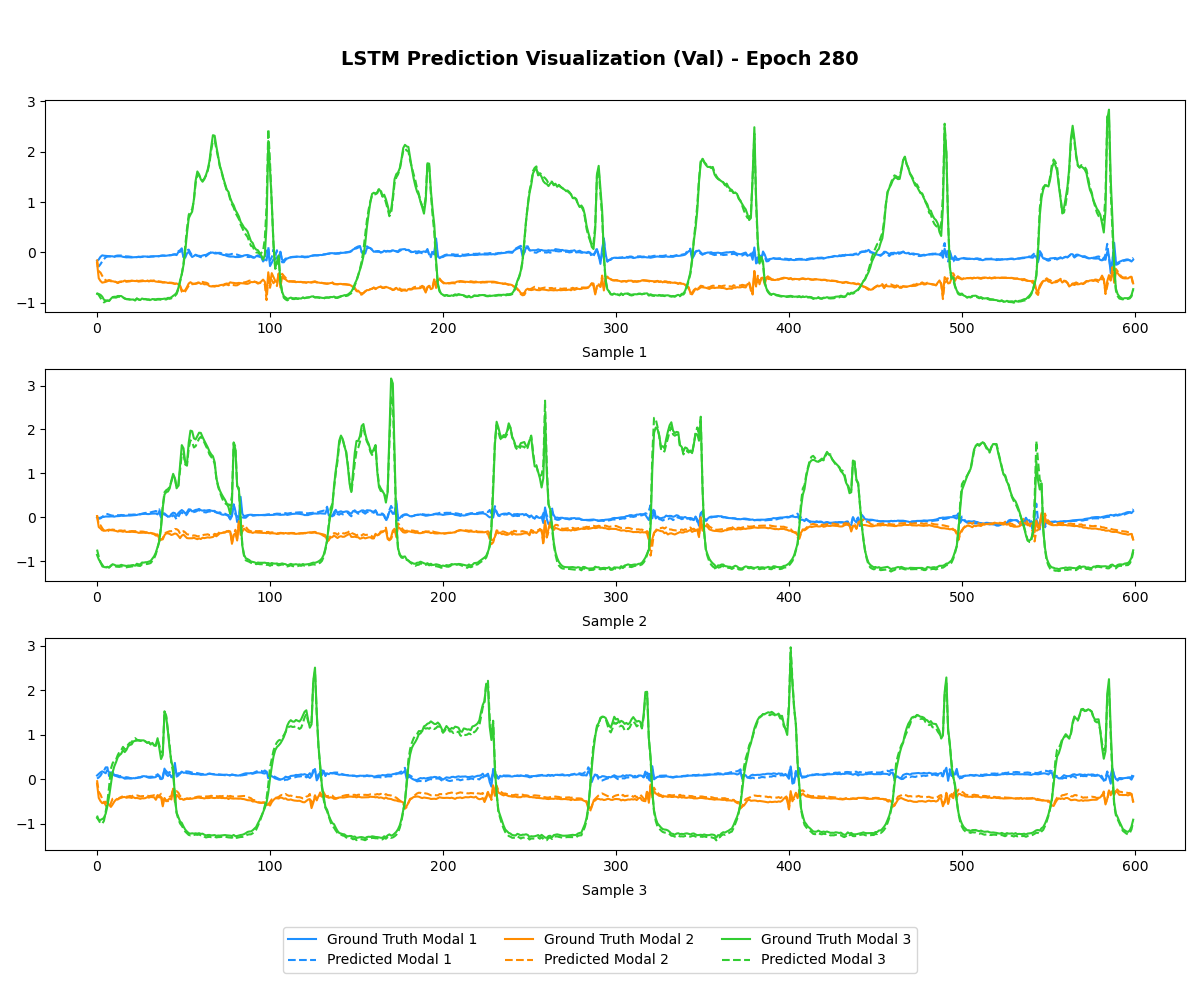 LSTM Prediction Visualization (Val) - Epoch 280
3
2
1
0
−1
0 100 200 300 400 500 600
Sample 1
3
2
1
0
−1
0 100 200 300 400 500 600
Sample 2
3
2
1
0
−1
0 100 200 300 400 500 600
Sample 3
Ground Truth Modal 1 Ground Truth Modal 2 Ground Truth Modal 3
Predicted Modal 1 Predicted Modal 2 Predicted Modal 3